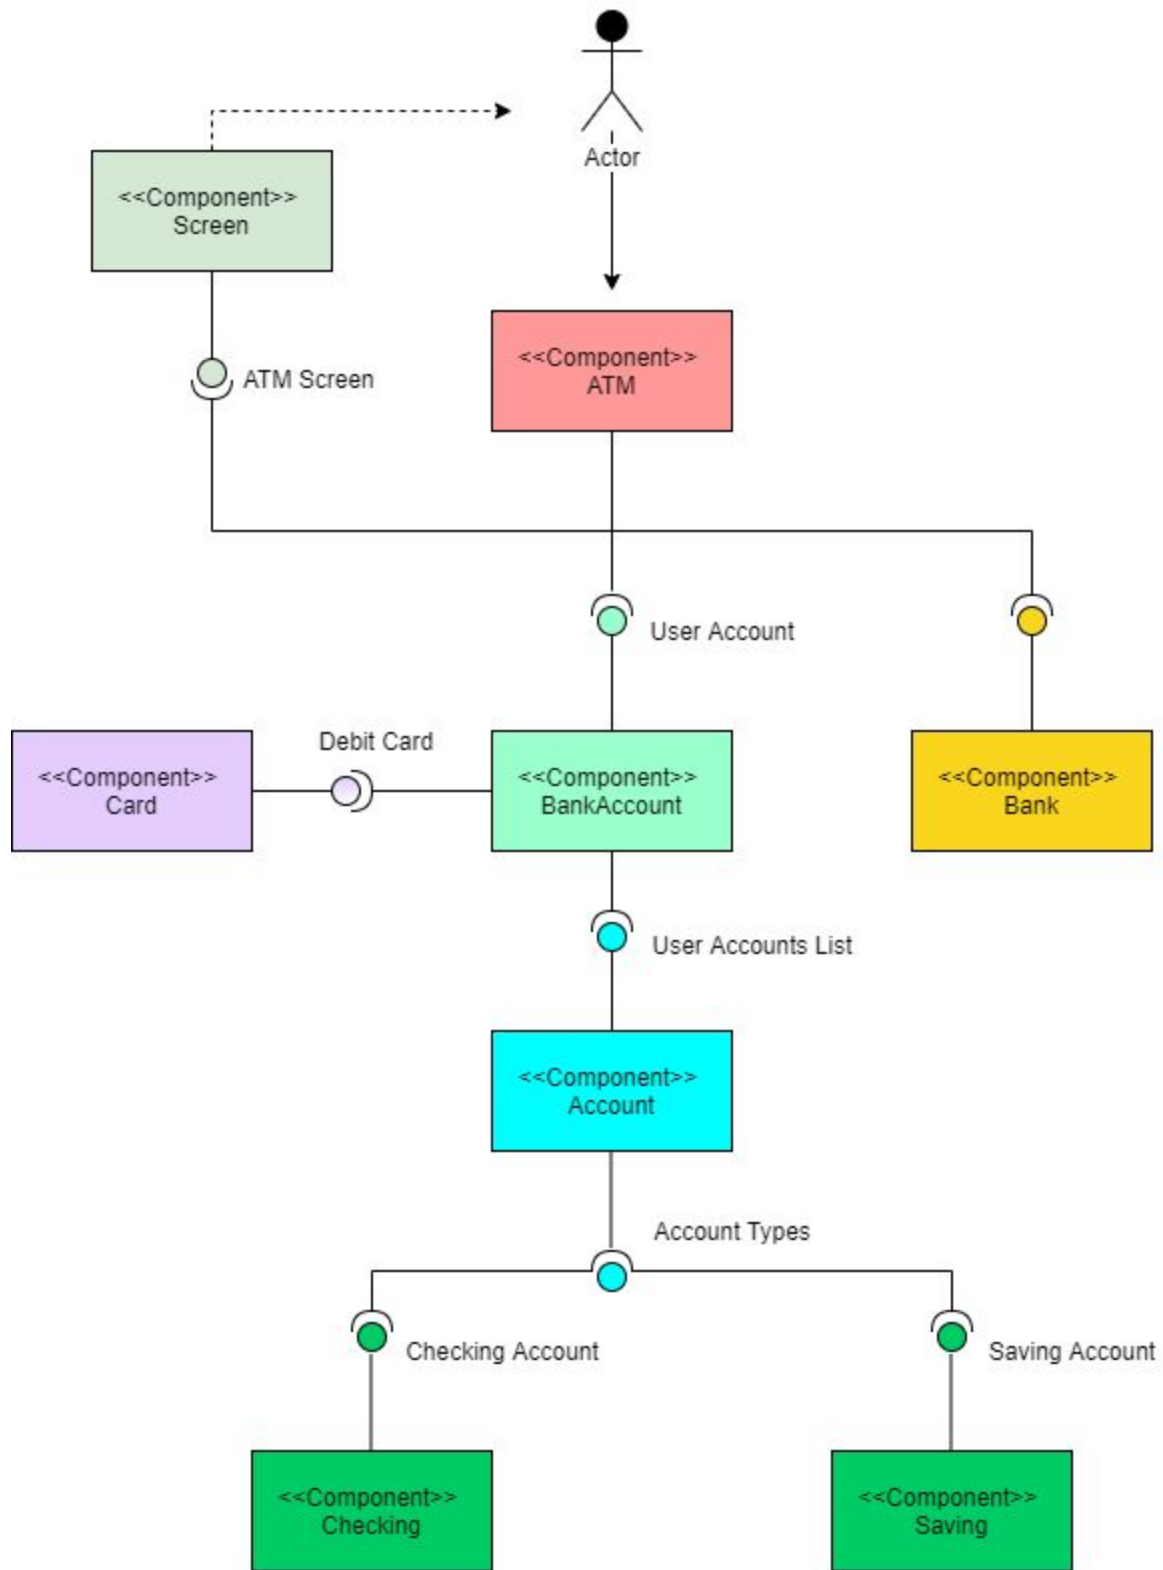 Actor
<<Component>>
Screen
<<Component>>
ATM
ATM Screen
User Account
Debit Card
<<Component>>
Card
<<Component>>
BankAccount
<<Component>>
Bank
User Accounts List
<<Component>>
Account
Account Types
Checking Account
Saving Account
<<Component>>
Checking
<<Component>>
Saving